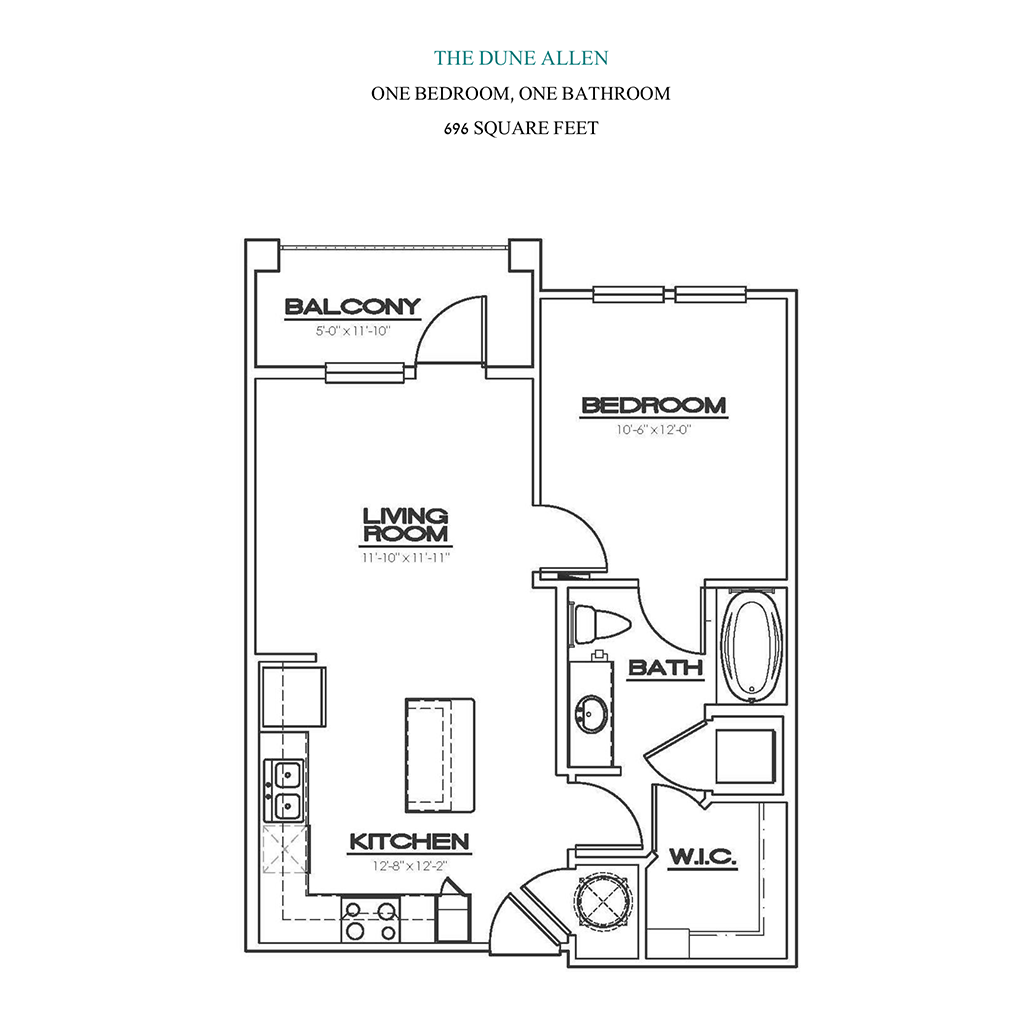 THE DUNE ALLEN
ONE BEDROOM, ONE BATHROOM
696 SQUARE FEET
BALCONY
5'-0" x 11'-10"
BEDROOM
10'-6" x 12'-0"
LIVING
ROOM
11'-10" x 11'-11"
BATH
KITCHEN
12'-8" x 12'-2"
W.I.C.